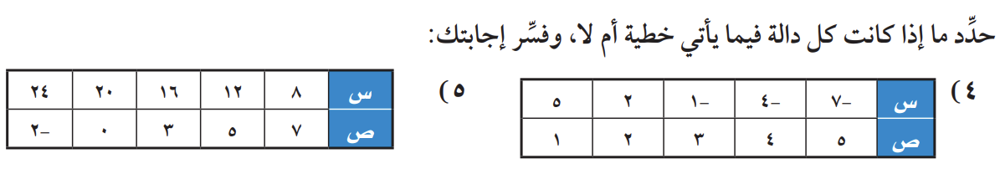 حدِّد ما إذا كانت كل دالة فيما يأتي خطية أم لا، وفسِّر إجابتك:
٤)
س –٧ –٤ –١ ٢ ٥
ص ٥ ٤ ٣ ٢ ١
٥)
س ٨ ١٢ ١٦ ٢٠ ٢٤
ص ٧ ٥ ٣ ٠ –٢